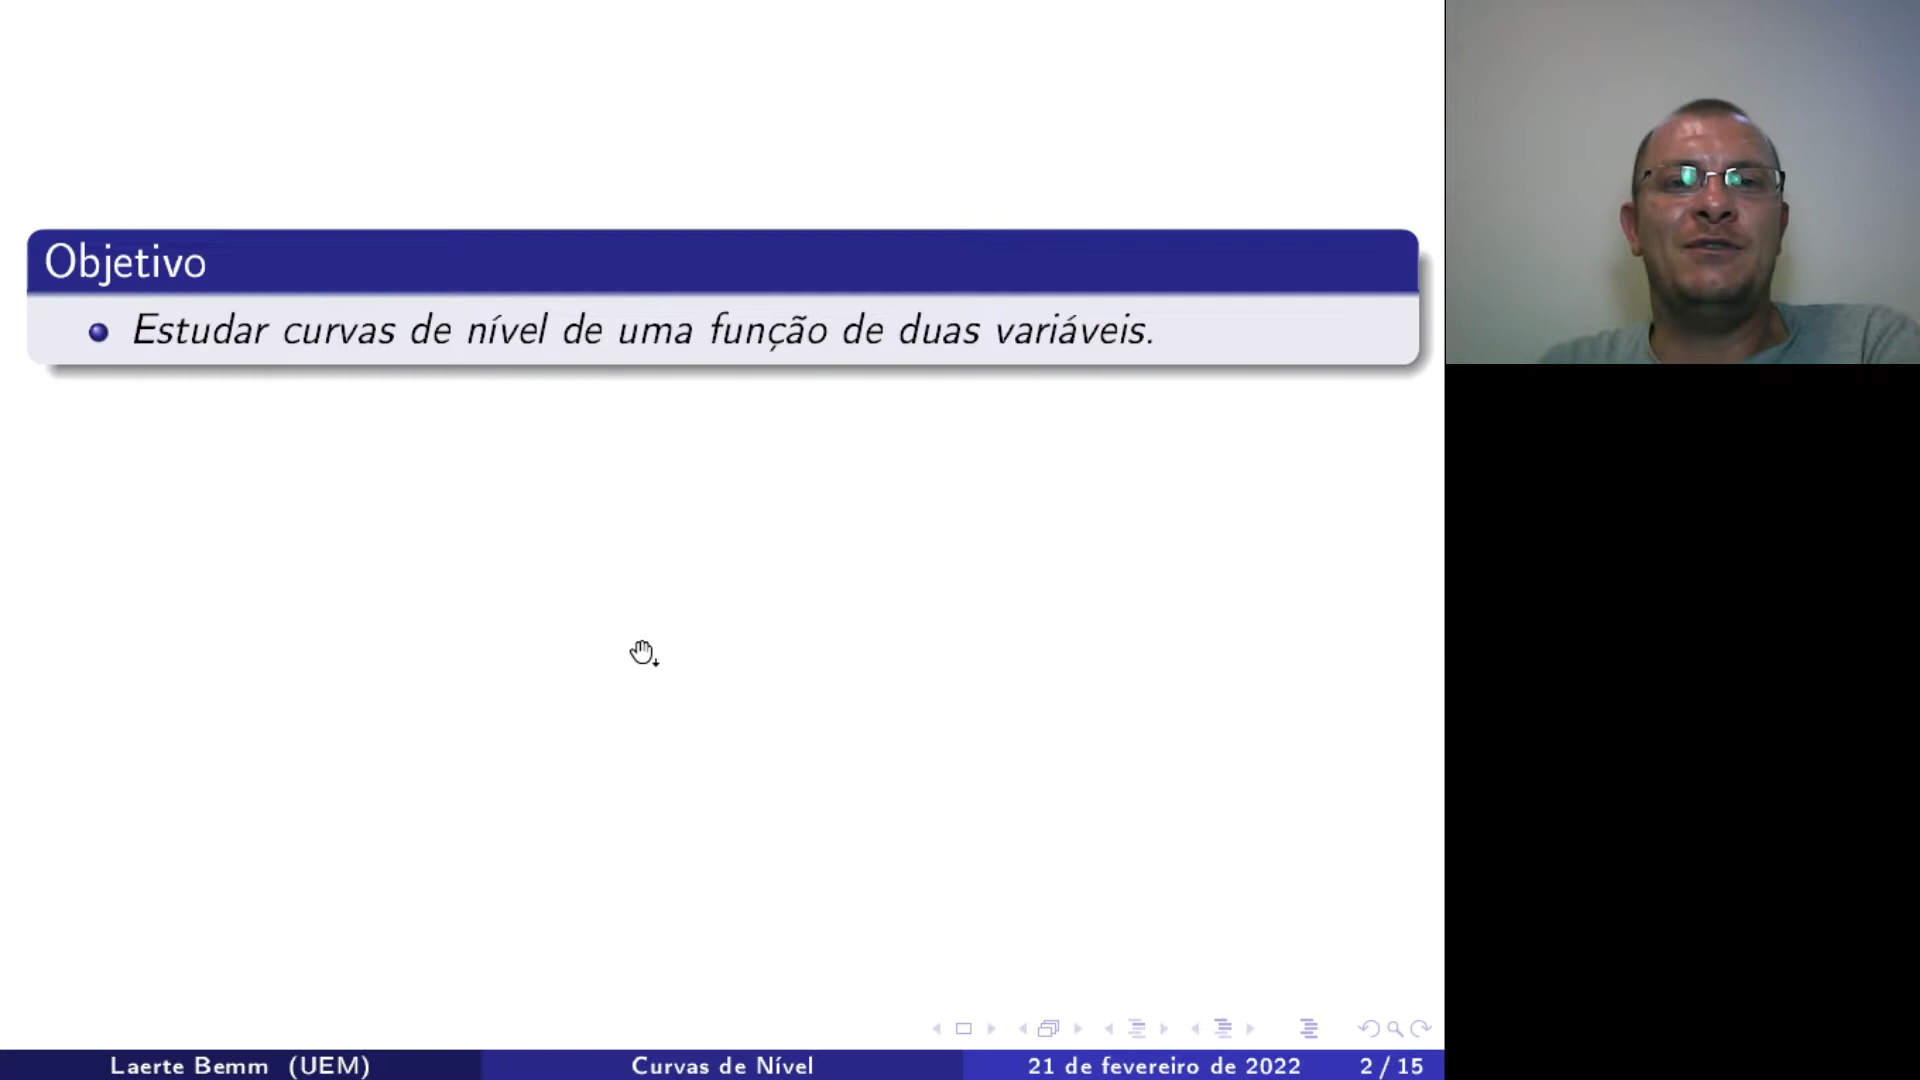 Objetivo
Estudar curvas de nível de uma função de duas variáveis.
Laerte Bemm (UEM)
Curvas de Nível
21 de fevereiro de 2022
2 / 15